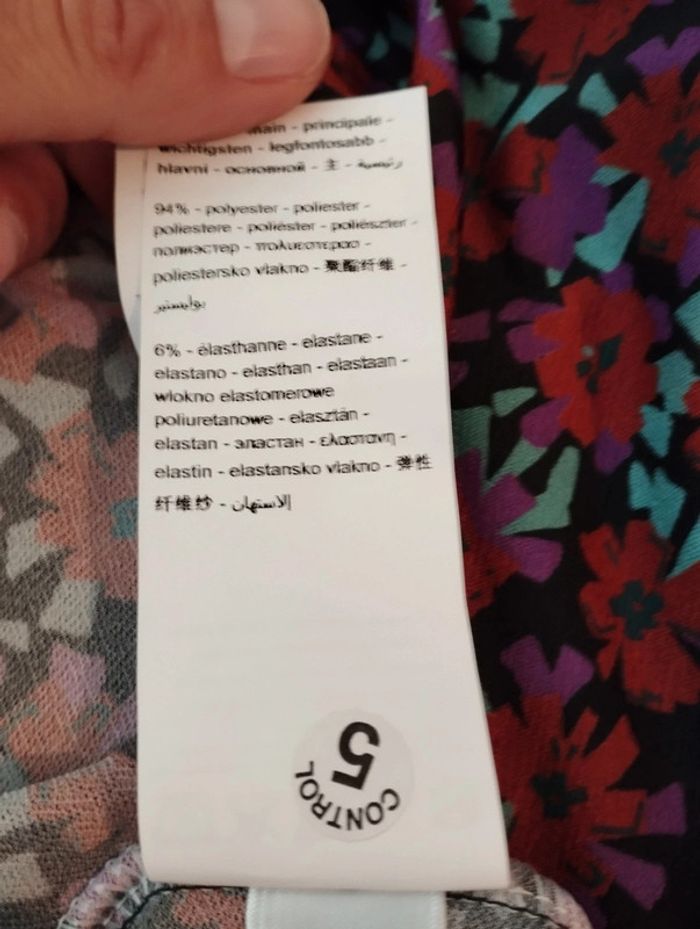 main - principale -
wichtigsten - legfontosabb -
hlavni - основной - 主 - رئيسية
94% - polyester - poliester -
poliestere - poliéster - poliészter -
полиэстер - πολυεστερασ -
poliestersko vlakno - 聚酯纤维 -
بوليستير
6% - élasthanne - elastane -
elastano - elasthan - elastaan -
włokno elastomerowe
poliuretanowe - elasztán -
elastan - эластан - ελαστανη -
elastin - elastansko vlakno - 弹性
纤维纱 - الاستهان
5
CONTROL